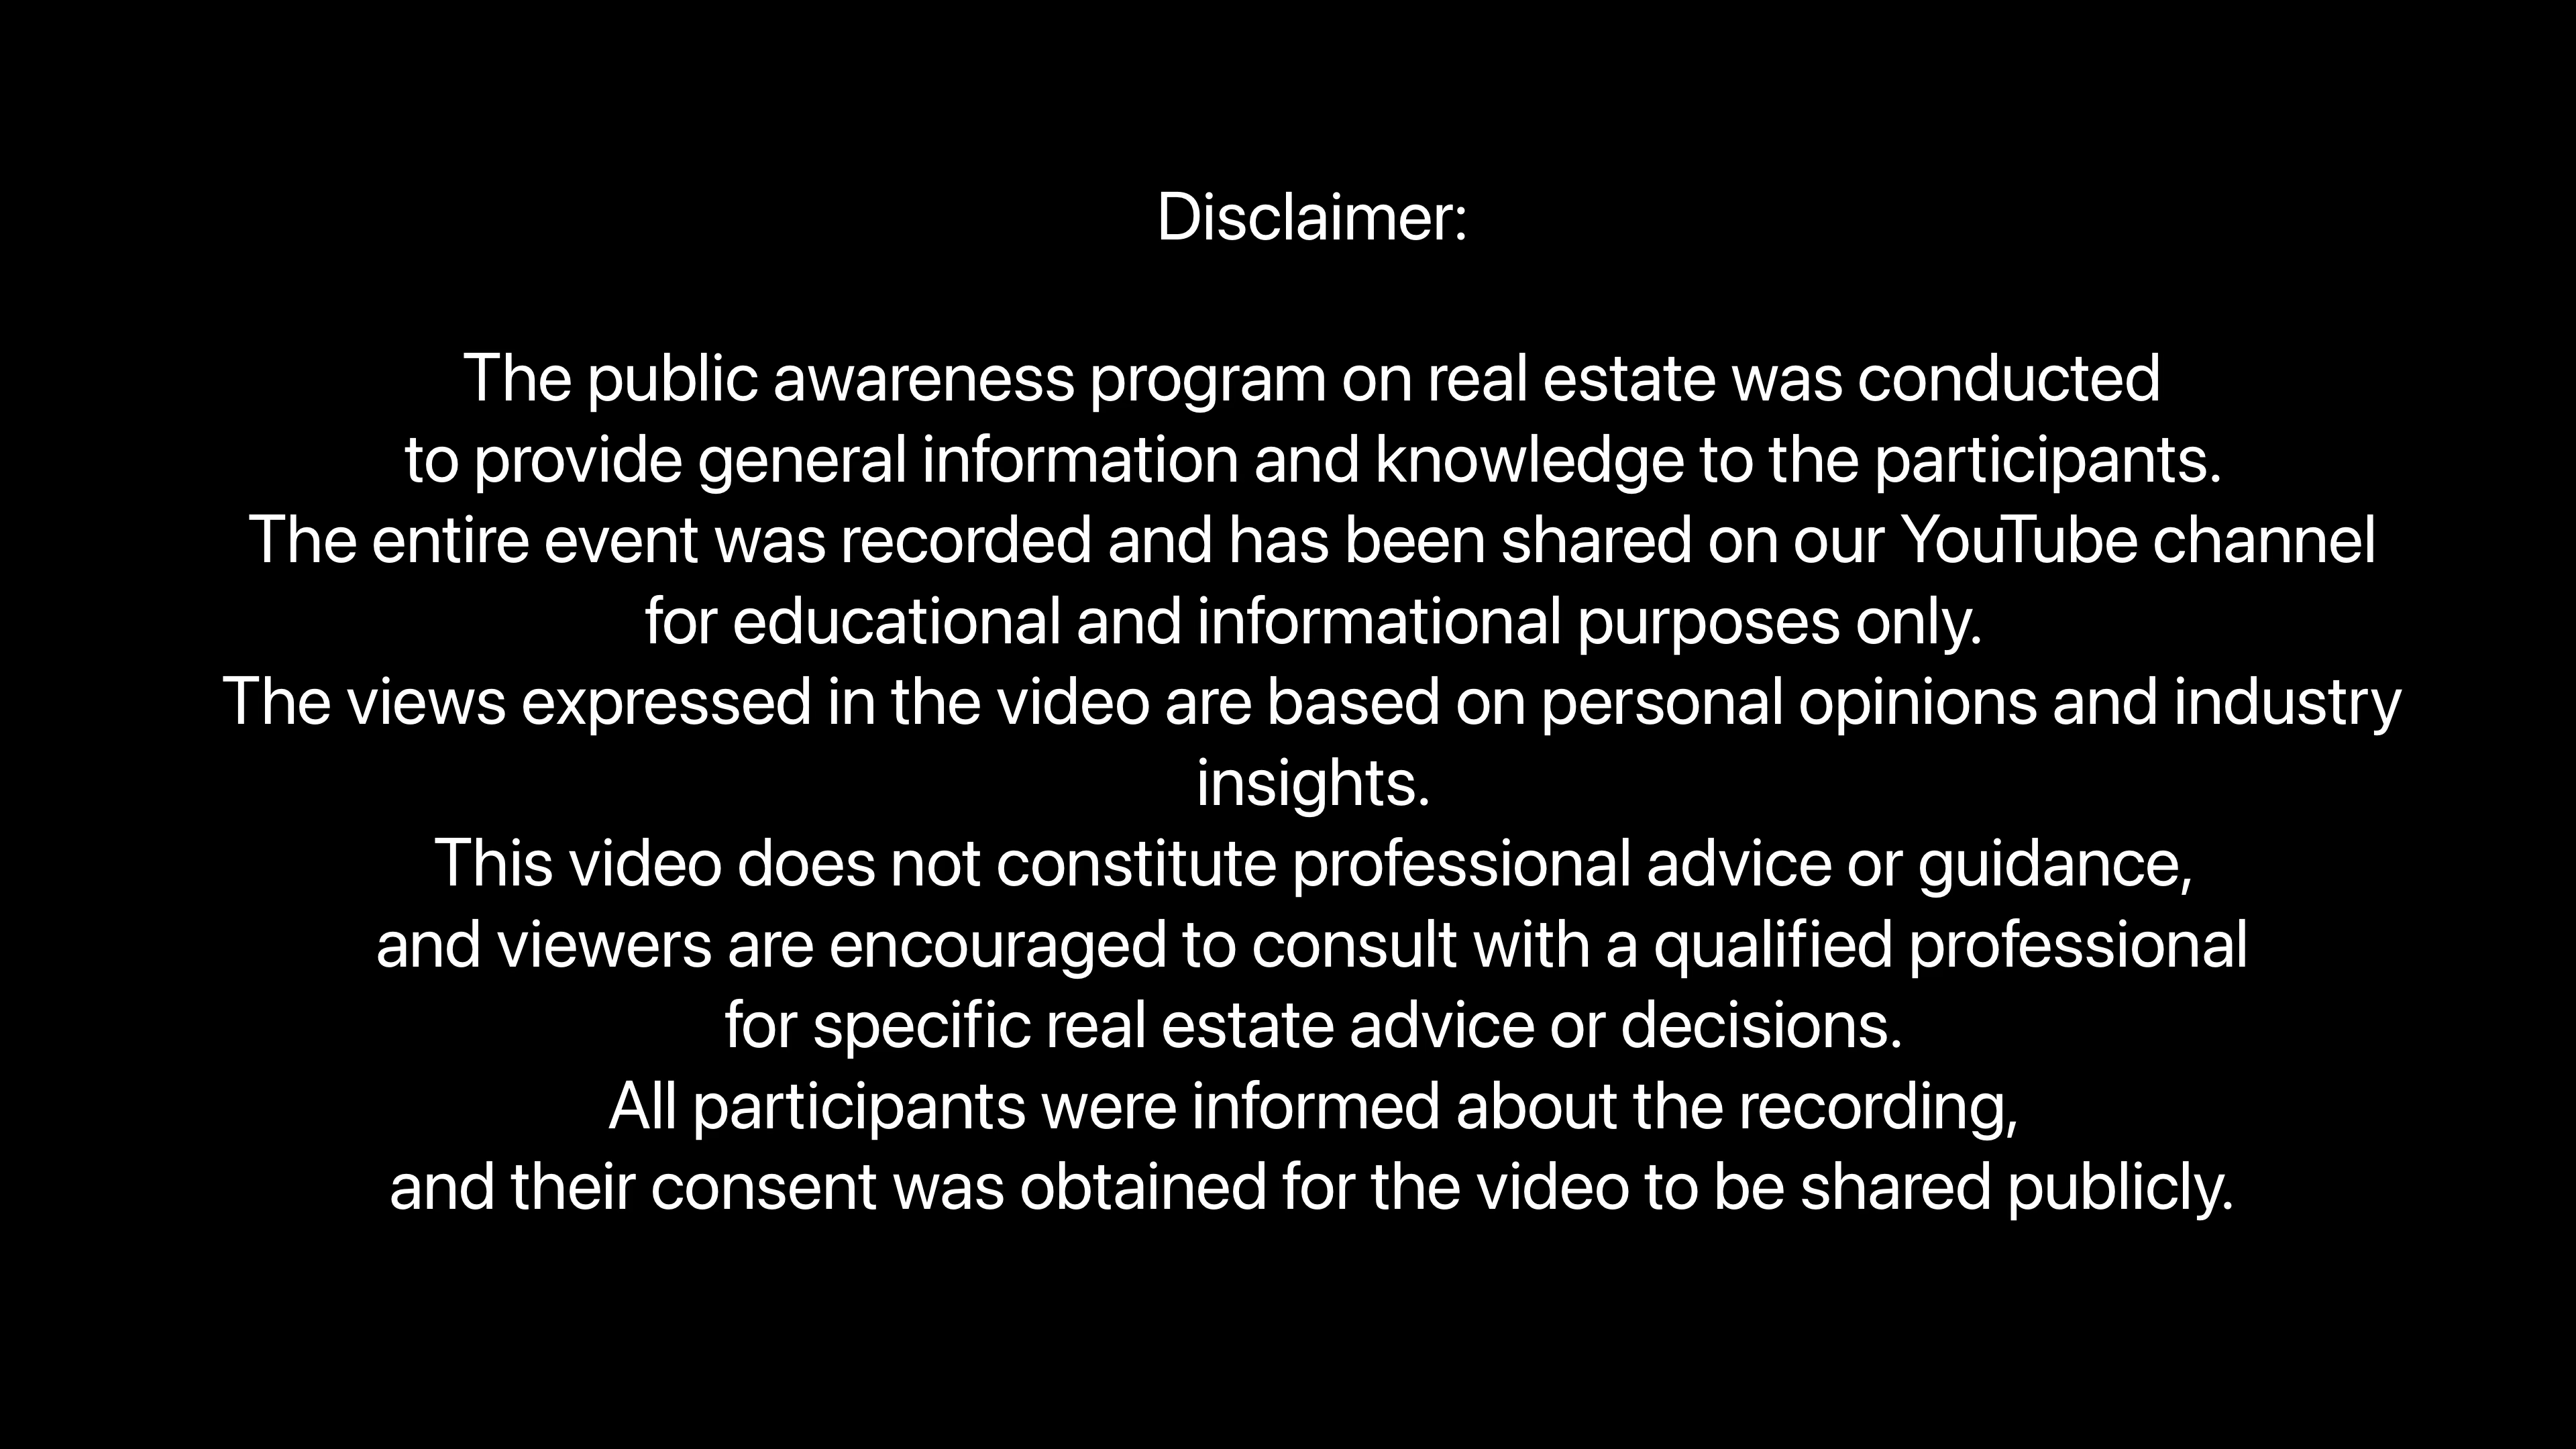 Disclaimer:
The public awareness program on real estate was conducted
to provide general information and knowledge to the participants.
The entire event was recorded and has been shared on our YouTube channel
for educational and informational purposes only.
The views expressed in the video are based on personal opinions and industry
insights.
This video does not constitute professional advice or guidance,
and viewers are encouraged to consult with a qualified professional
for specific real estate advice or decisions.
All participants were informed about the recording,
and their consent was obtained for the video to be shared publicly.